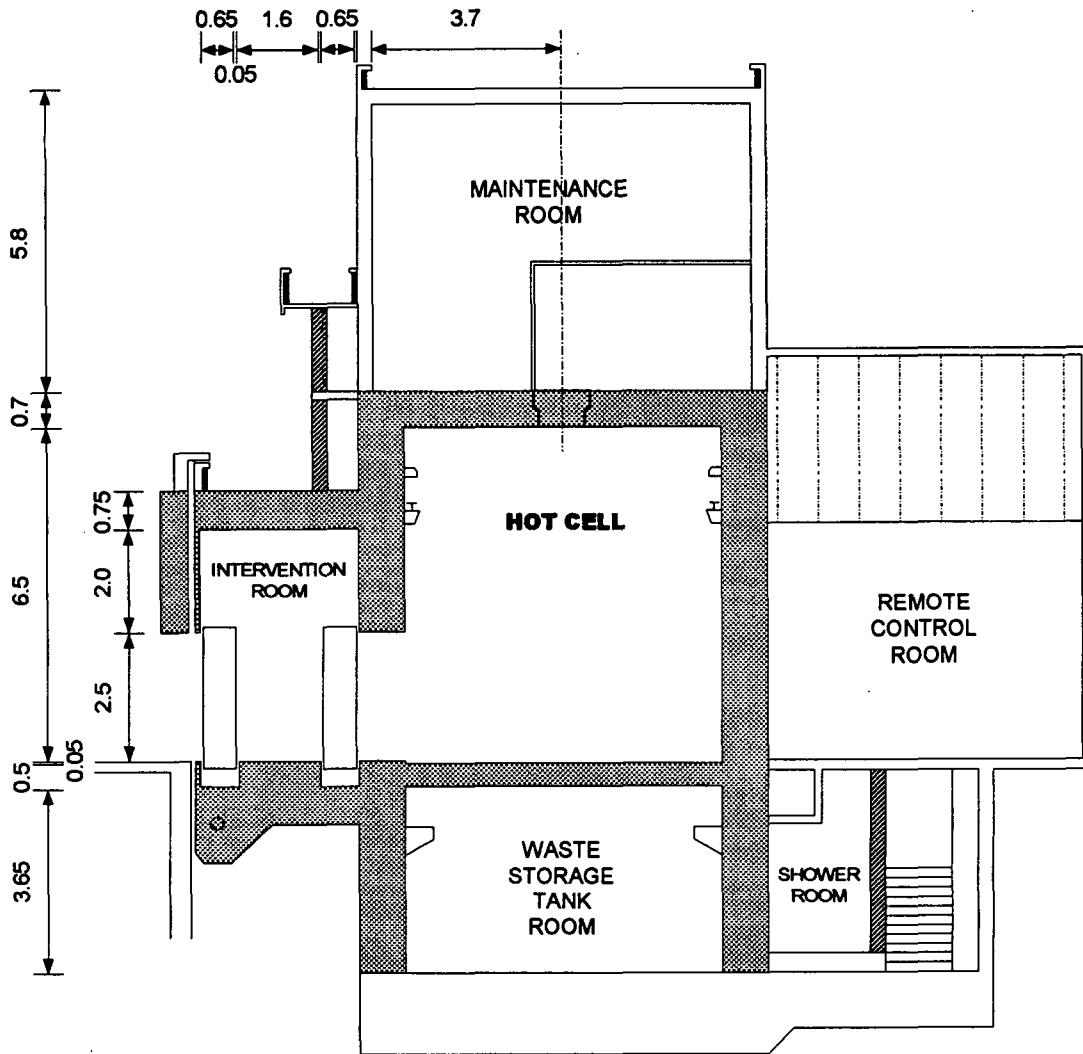 0.65 1.6 0.65 3.7
0.05
MAINTENANCE
ROOM
5.8
0.7
6.5
0.75
2.0
2.5
0.05
0.5
3.65
HOT CELL
INTERVENTION
ROOM
REMOTE
CONTROL
ROOM
WASTE
STORAGE
TANK
ROOM
SHOWER
ROOM